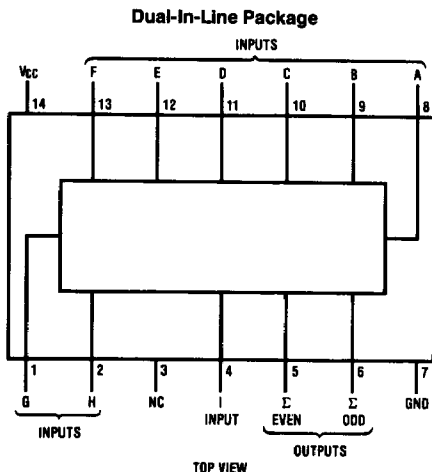 Dual-In-Line Package
INPUTS
VCC F E D C B A
14 13 12 11 10 9 8
1 2 3 4 5 6 7
G H NC I Σ Σ GND
INPUT EVEN ODD
INPUTS OUTPUTS
TOP VIEW